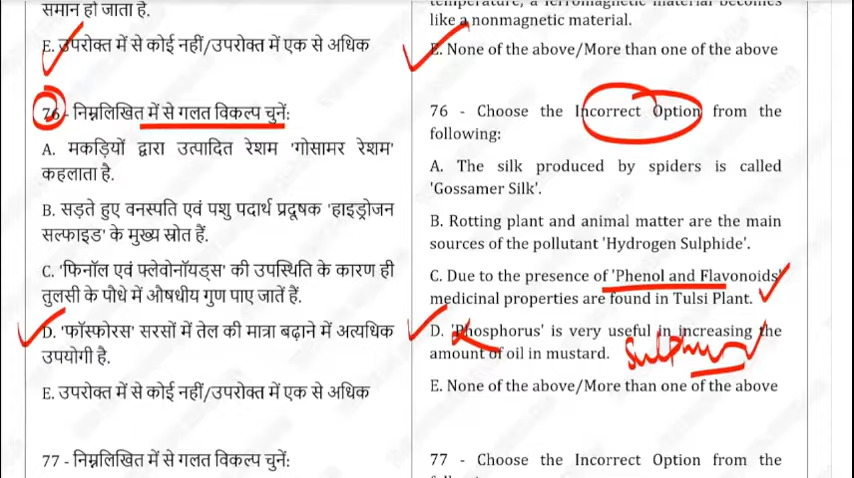 समान हो जाता है.
E. उपरोक्त में से कोई नहीं/उपरोक्त में एक से अधिक
76 - निम्नलिखित में से गलत विकल्प चुनें:
A. मकड़ियों द्वारा उत्पादित रेशम 'गोसामर रेशम'
कहलाता है.
B. सड़ते हुए वनस्पति एवं पशु पदार्थ प्रदूषक 'हाइड्रोजन
सल्फाइड' के मुख्य स्रोत हैं.
C. 'फिनॉल एवं फ्लेवोनॉयड्स' की उपस्थिति के कारण ही
तुलसी के पौधे में औषधीय गुण पाए जातें हैं.
D. 'फॉस्फोरस' सरसों में तेल की मात्रा बढ़ाने में अत्यधिक
उपयोगी है.
E. उपरोक्त में से कोई नहीं/उपरोक्त में एक से अधिक
77 - निम्नलिखित में से गलत विकल्प चुनें:
temperature, a ferromagnetic material becomes
like a nonmagnetic material.
E. None of the above/More than one of the above
76 - Choose the Incorrect Option from the
following:
A. The silk produced by spiders is called
'Gossamer Silk'.
B. Rotting plant and animal matter are the main
sources of the pollutant 'Hydrogen Sulphide'.
C. Due to the presence of 'Phenol and Flavonoids'
medicinal properties are found in Tulsi Plant.
D. 'Phosphorus' is very useful in increasing the
amount of oil in mustard.
Sulphur
E. None of the above/More than one of the above
77 - Choose the Incorrect Option from the